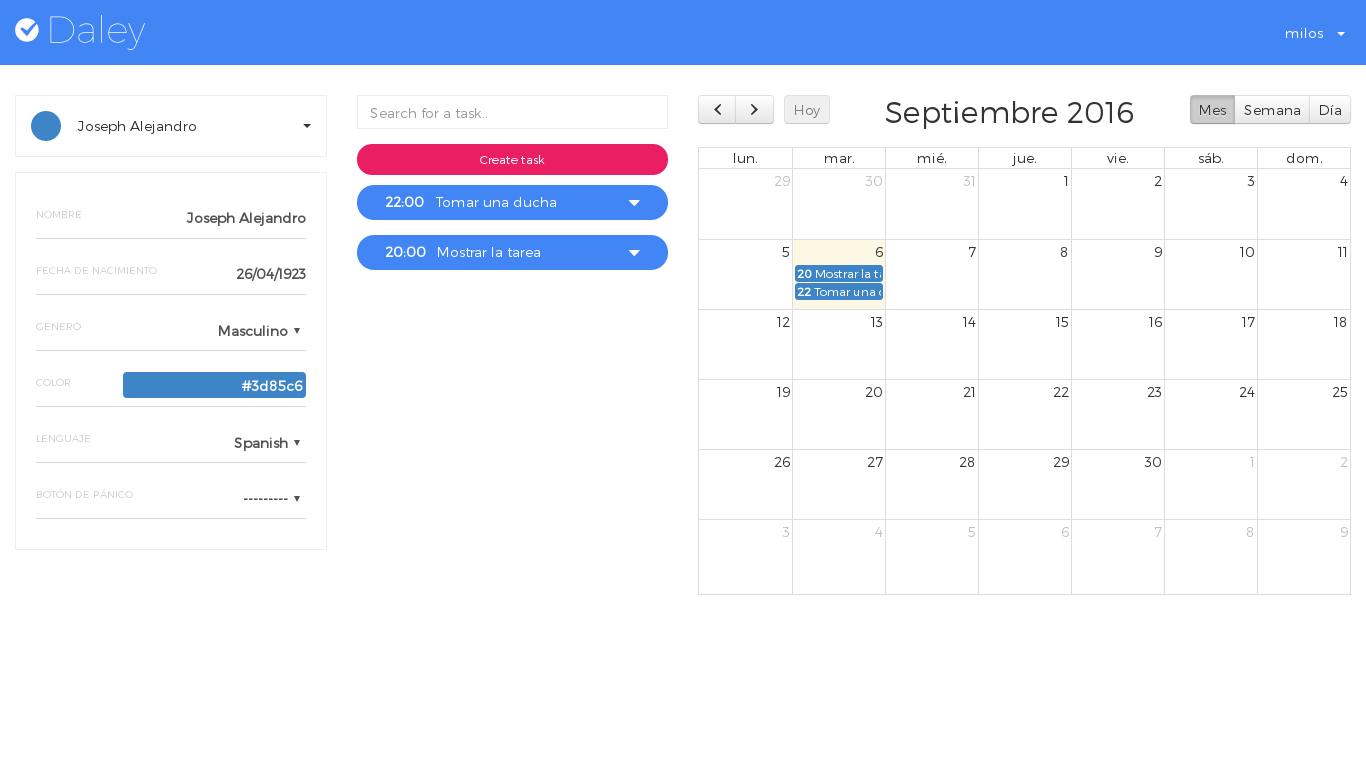 Daley
milos
Joseph Alejandro
NOMBRE
Joseph Alejandro
FECHA DE NACIMIENTO
26/04/1923
GÉNERO
Masculino
COLOR
#3d85c6
LENGUAJE
Spanish
BOTÓN DE PÁNICO
---------
Search for a task..
Create task
22:00 Tomar una ducha
20:00 Mostrar la tarea
Hoy
Septiembre 2016
Mes Semana Día
lun. mar. mié. jue. vie. sáb. dom.
29 30 31 1 2 3 4
5 6 7 8 9 10 11
20 Mostrar la ta
22 Tomar una d
12 13 14 15 16 17 18
19 20 21 22 23 24 25
26 27 28 29 30 1 2
3 4 5 6 7 8 9